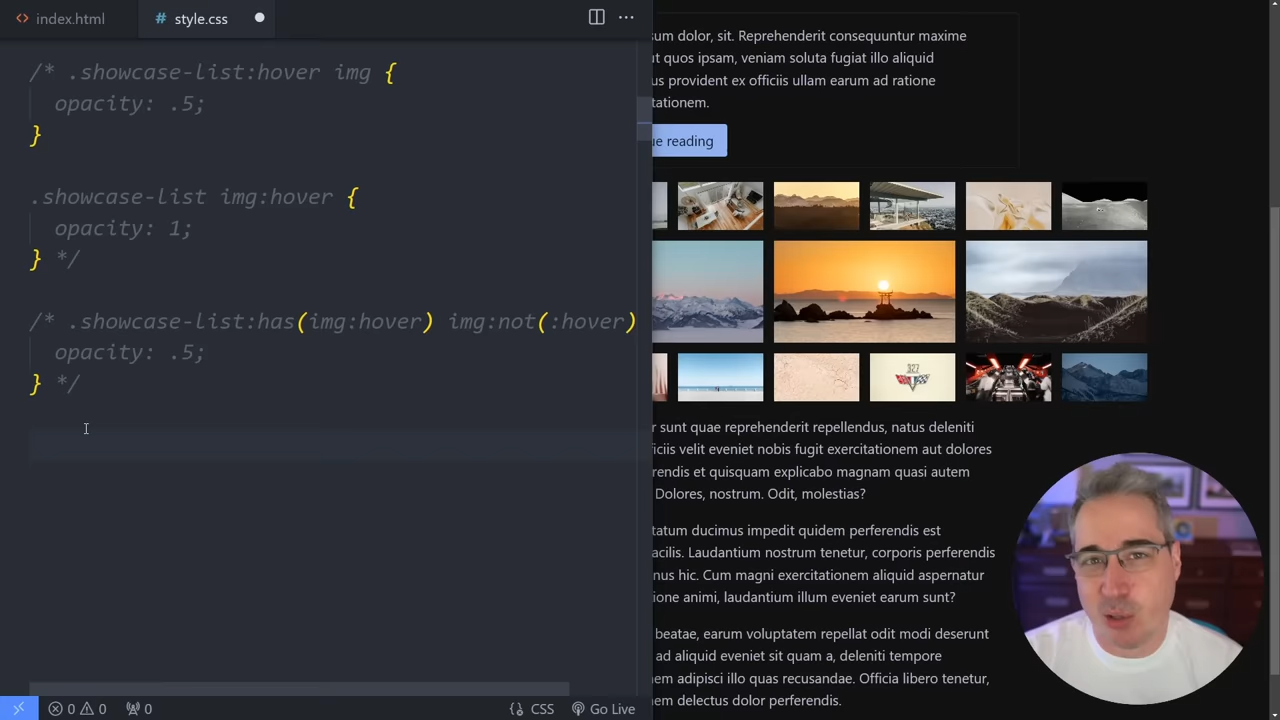 index.html
style.css
/* .showcase-list:hover img {
opacity: .5;
}
.showcase-list img:hover {
opacity: 1;
} */
/* .showcase-list:has(img:hover) img:not(:hover)
opacity: .5;
} */
0 0 0
CSS
Go Live
sum dolor, sit. Reprehenderit consequuntur maxime
ut quos ipsam, veniam soluta fugiat illo aliquid
us provident ex officiis ullam earum ad ratione
tationem.
ue reading
327
r sunt quae reprehenderit repellendus, natus deleniti
ficiis velit eveniet nobis fugit exercitationem aut dolores
rendis et quisquam explicabo magnam quasi autem
Dolores, nostrum. Odit, molestias?
tatum ducimus impedit quidem perferendis est
acilis. Laudantium nostrum tenetur, corporis perferendis
nus hic. Cum magni exercitationem aliquid aspernatur
ione animi, laudantium illum eveniet earum sunt?
beatae, earum voluptatem repellat odit modi deserunt
ad aliquid eveniet sit quam a, deleniti tempore
nem adipisci illo quas recusandae. Officia libero tenetur,
nem delectus dolor perferendis.